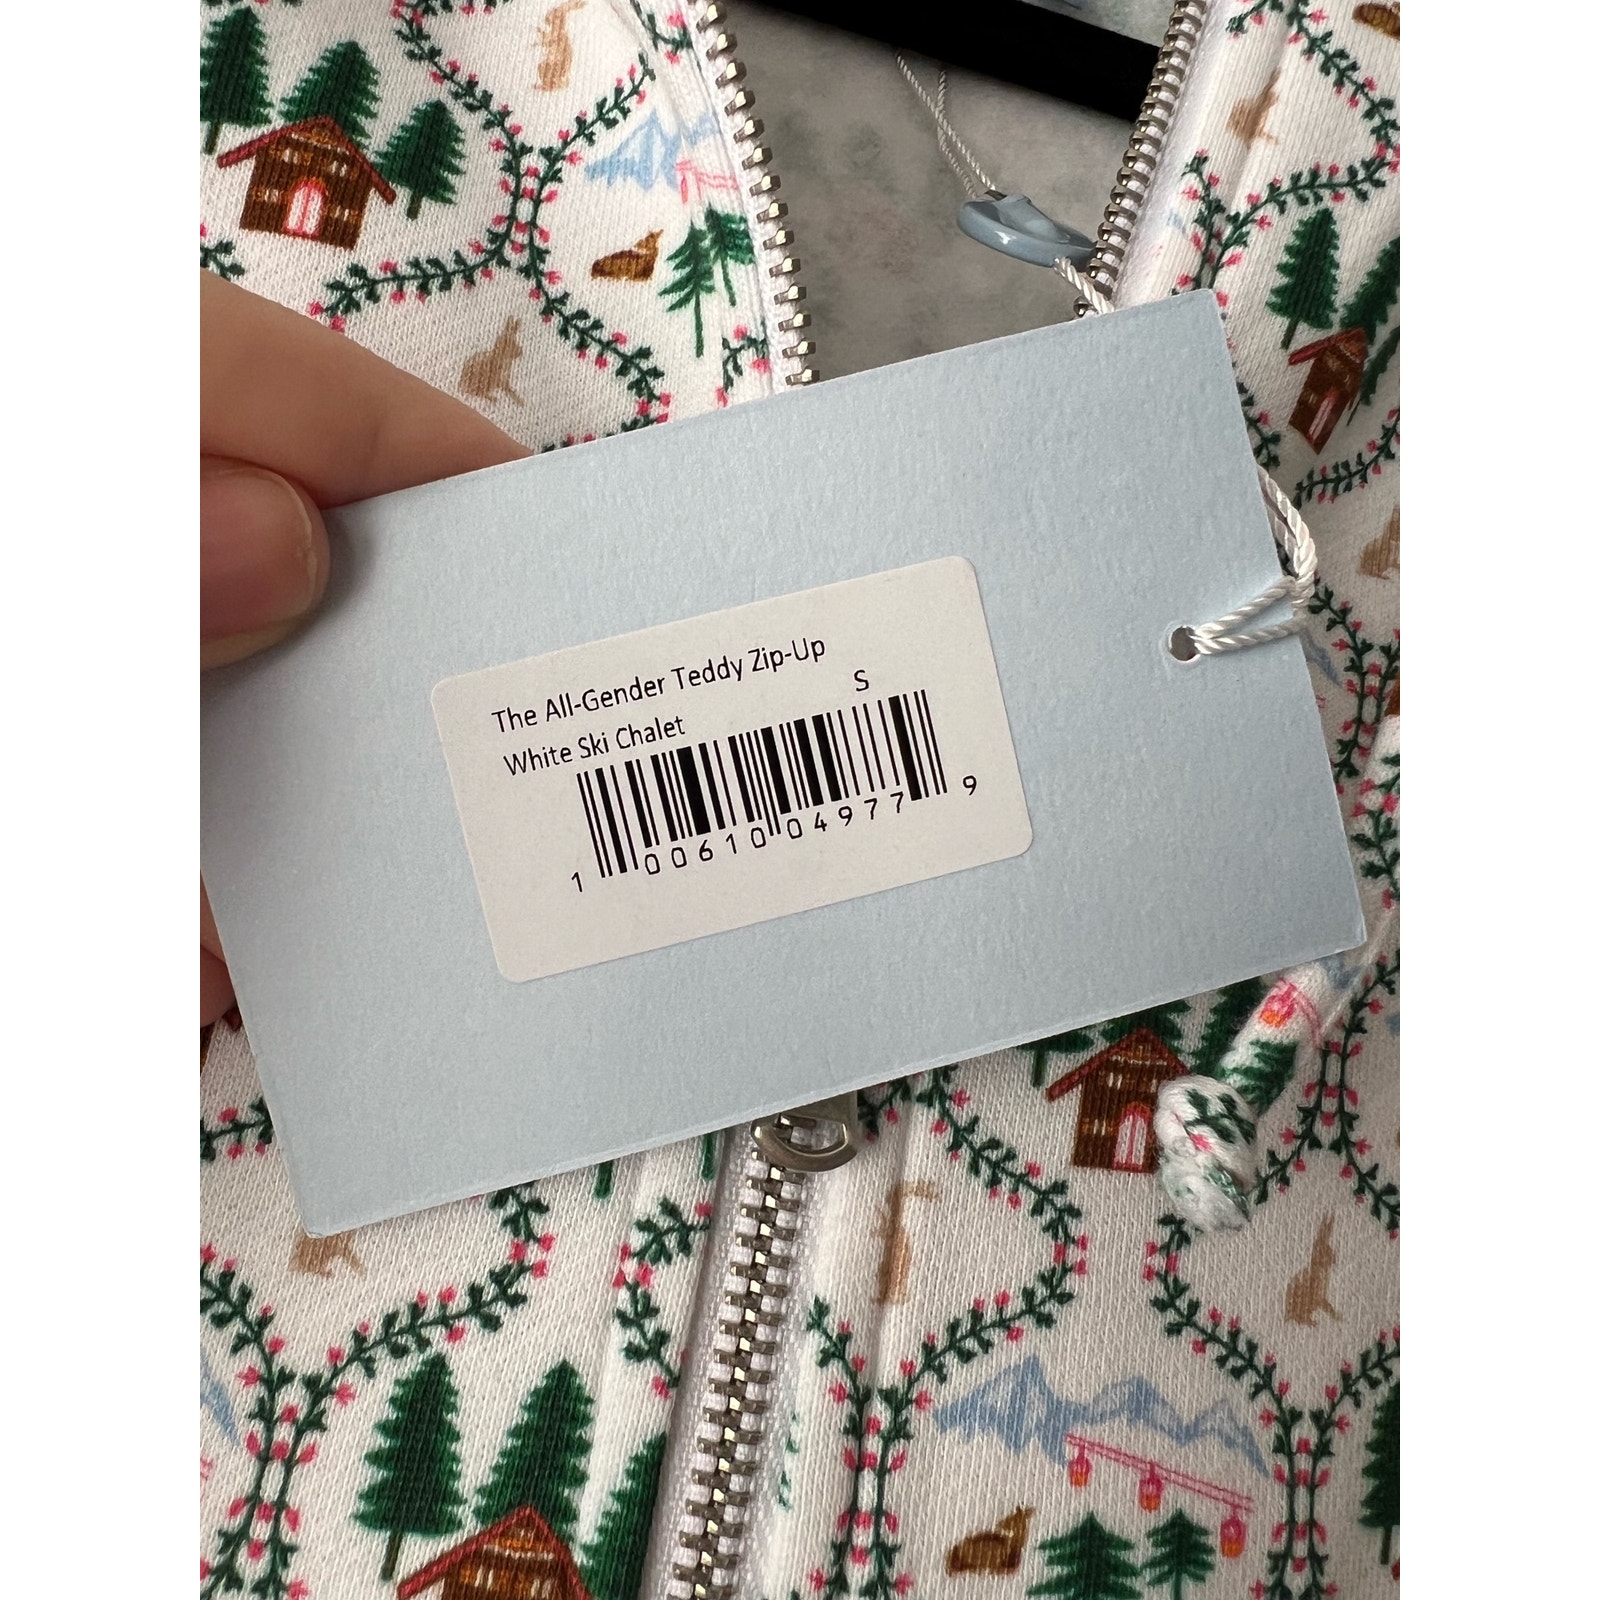 The All-Gender Teddy Zip-Up
S
White Ski Chalet
1 00610 04977 9